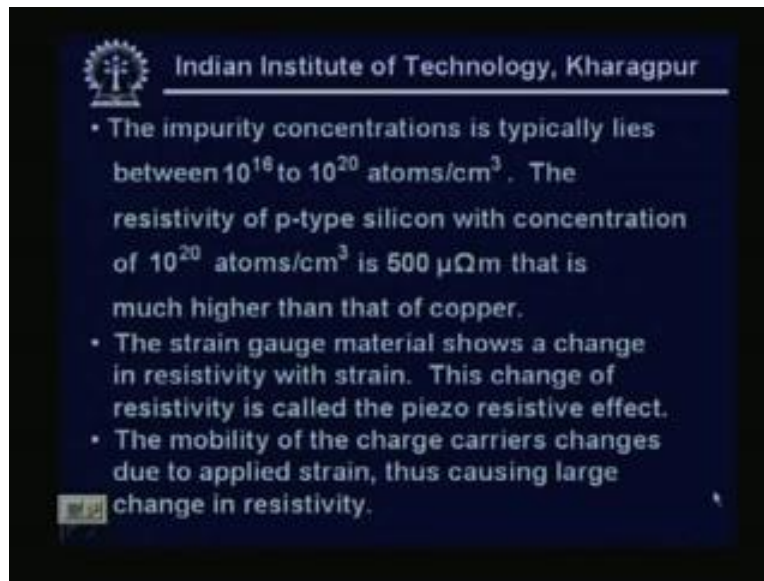 Indian Institute of Technology, Kharagpur
• The impurity concentrations is typically lies
between 10¹⁶ to 10²⁰ atoms/cm³. The
resistivity of p-type silicon with concentration
of 10²⁰ atoms/cm³ is 500 µΩm that is
much higher than that of copper.
• The strain gauge material shows a change
in resistivity with strain. This change of
resistivity is called the piezo resistive effect.
• The mobility of the charge carriers changes
due to applied strain, thus causing large
change in resistivity.